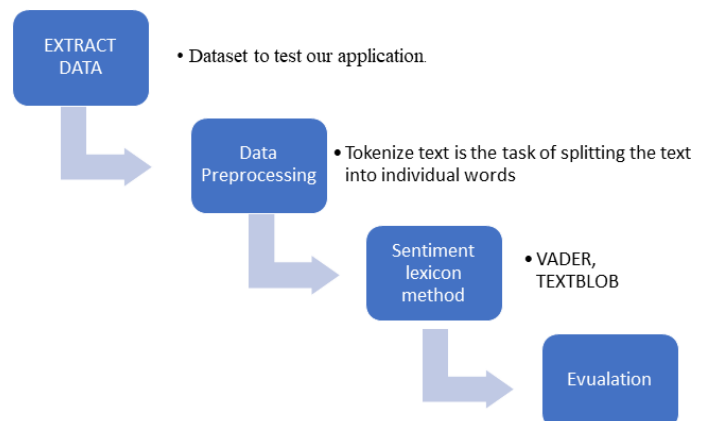 EXTRACT
DATA
• Dataset to test our application.
Data
Preprocessing
• Tokenize text is the task of splitting the text
into individual words
Sentiment
lexicon
method
• VADER,
TEXTBLOB
Evualation